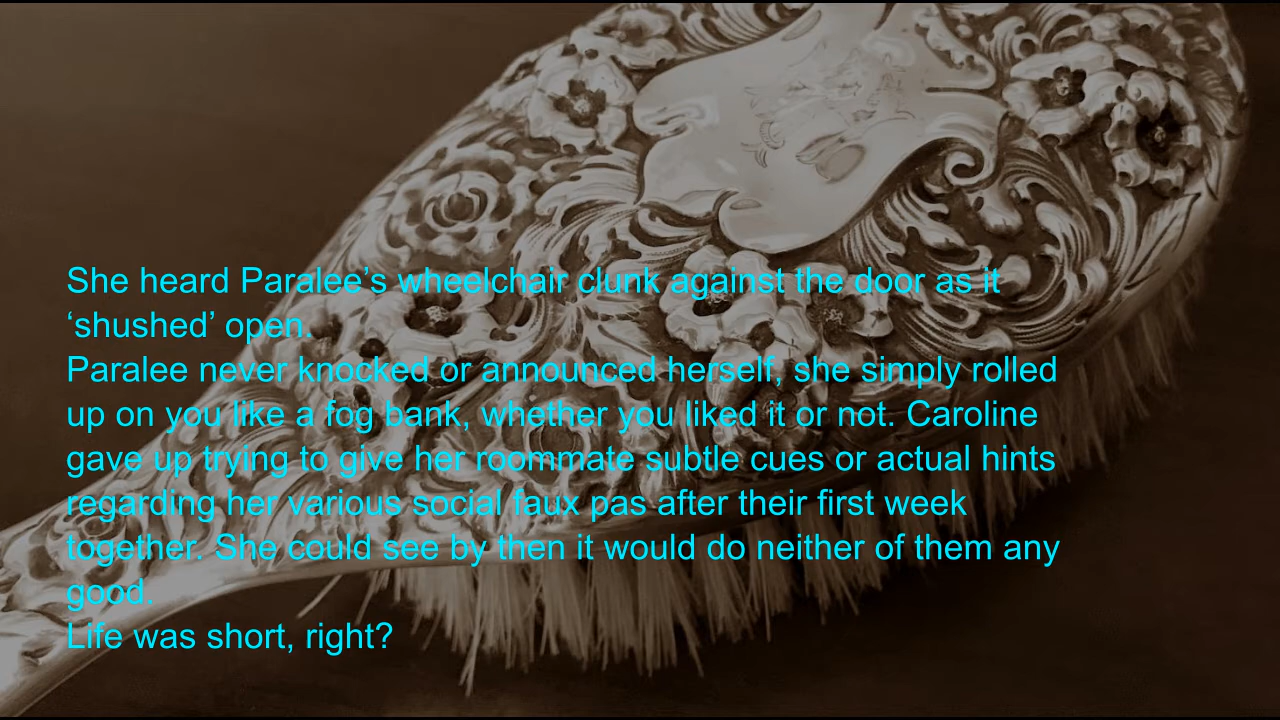 She heard Paralee’s wheelchair clunk against the door as it
‘shushed’ open.
Paralee never knocked or announced herself, she simply rolled
up on you like a fog bank, whether you liked it or not. Caroline
gave up trying to give her roommate subtle cues or actual hints
regarding her various social faux pas after their first week
together. She could see by then it would do neither of them any
good.
Life was short, right?